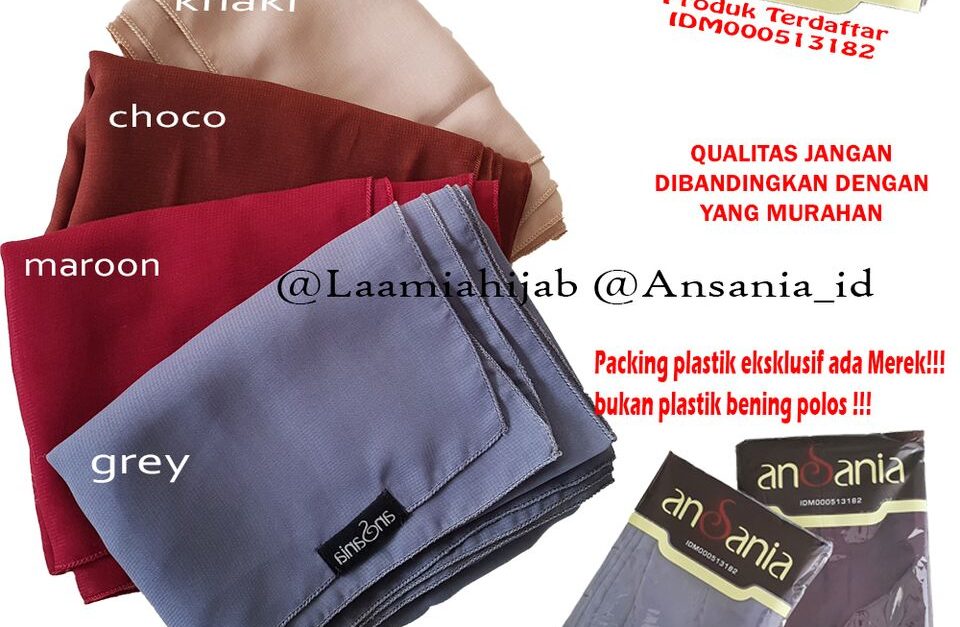 khaki
Produk Terdaftar
IDM000513182
choco
QUALITAS JANGAN
DIBANDINGKAN DENGAN
YANG MURAHAN
maroon
@Laamiahijab @Ansania_id
Packing plastik eksklusif ada Merek!!!
bukan plastik bening polos !!!
grey
anSania
anSania
IDM000513182
anSania
IDM000513182